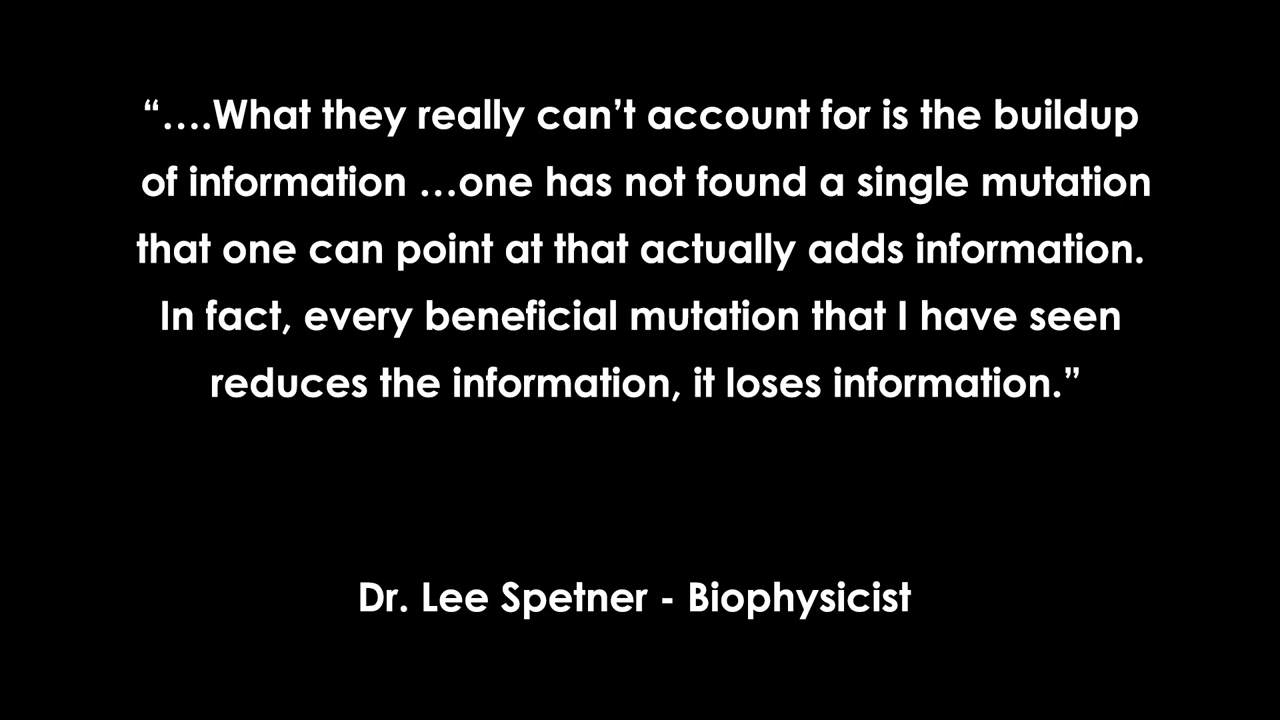 “….What they really can’t account for is the buildup
of information …one has not found a single mutation
that one can point at that actually adds information.
In fact, every beneficial mutation that I have seen
reduces the information, it loses information.”
Dr. Lee Spetner - Biophysicist